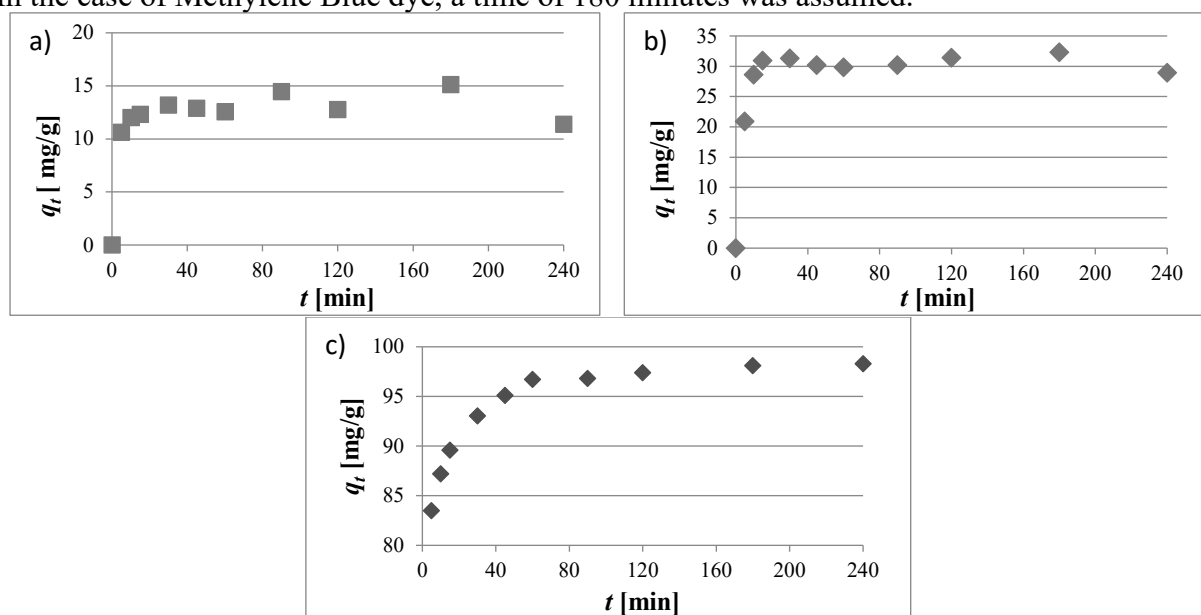 in the case of Methylene Blue dye, a time of 180 minutes was assumed.
a)
20
15
10
5
0
qt [ mg/g]
0 40 80 120 160 200 240
t [min]
b)
35
30
25
20
15
10
5
0
qt [mg/g]
0 40 80 120 160 200 240
t [min]
c)
100
95
90
85
80
qt [mg/g]
0 40 80 120 160 200 240
t [min]